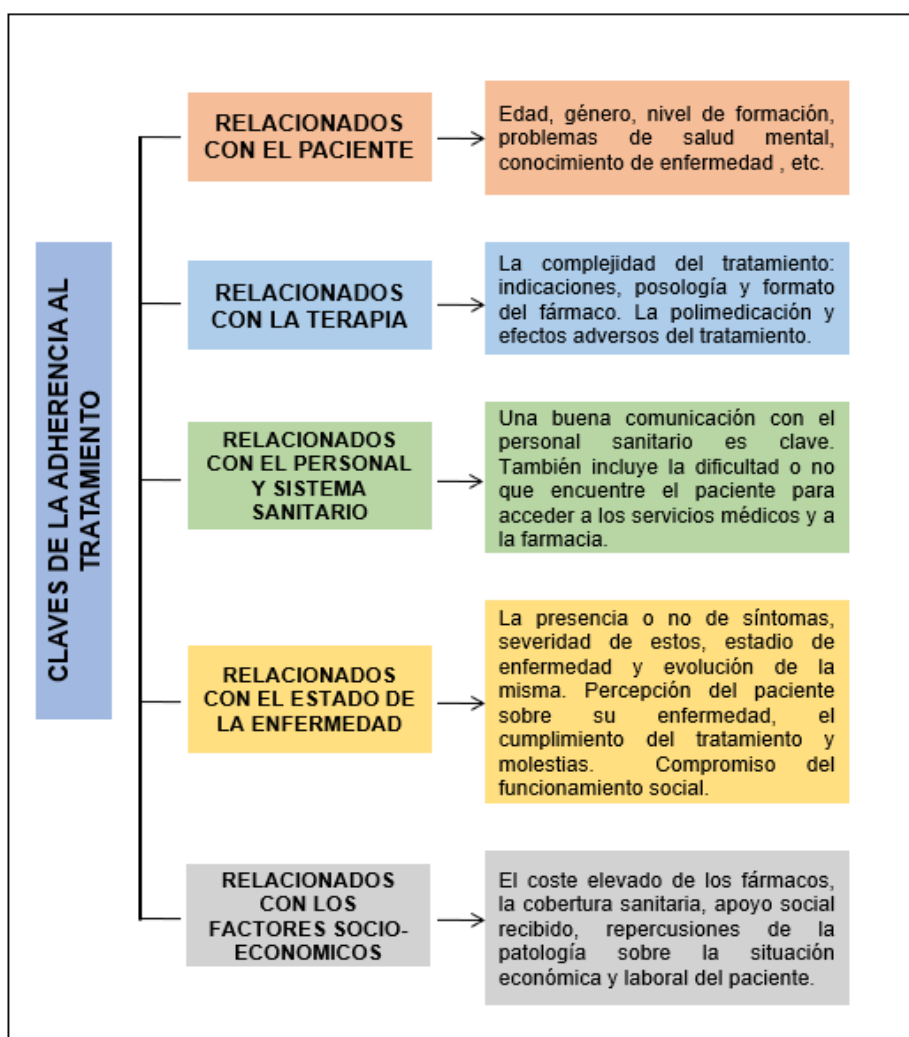 CLAVES DE LA ADHERENCIA AL
TRATAMIENTO
RELACIONADOS
CON EL PACIENTE
Edad, género, nivel de formación,
problemas de salud mental,
conocimiento de enfermedad , etc.
RELACIONADOS
CON LA TERAPIA
La complejidad del tratamiento:
indicaciones, posología y formato
del fármaco. La polimedicación y
efectos adversos del tratamiento.
RELACIONADOS
CON EL PERSONAL
Y SISTEMA
SANITARIO
Una buena comunicación con el
personal sanitario es clave.
También incluye la dificultad o no
que encuentre el paciente para
acceder a los servicios médicos y a
la farmacia.
RELACIONADOS
CON EL ESTADO DE
LA ENFERMEDAD
La presencia o no de síntomas,
severidad de estos, estadio de
enfermedad y evolución de la
misma. Percepción del paciente
sobre su enfermedad, el
cumplimiento del tratamiento y
molestias. Compromiso del
funcionamiento social.
RELACIONADOS
CON LOS
FACTORES SOCIO-
ECONOMICOS
El coste elevado de los fármacos,
la cobertura sanitaria, apoyo social
recibido, repercusiones de la
patología sobre la situación
económica y laboral del paciente.